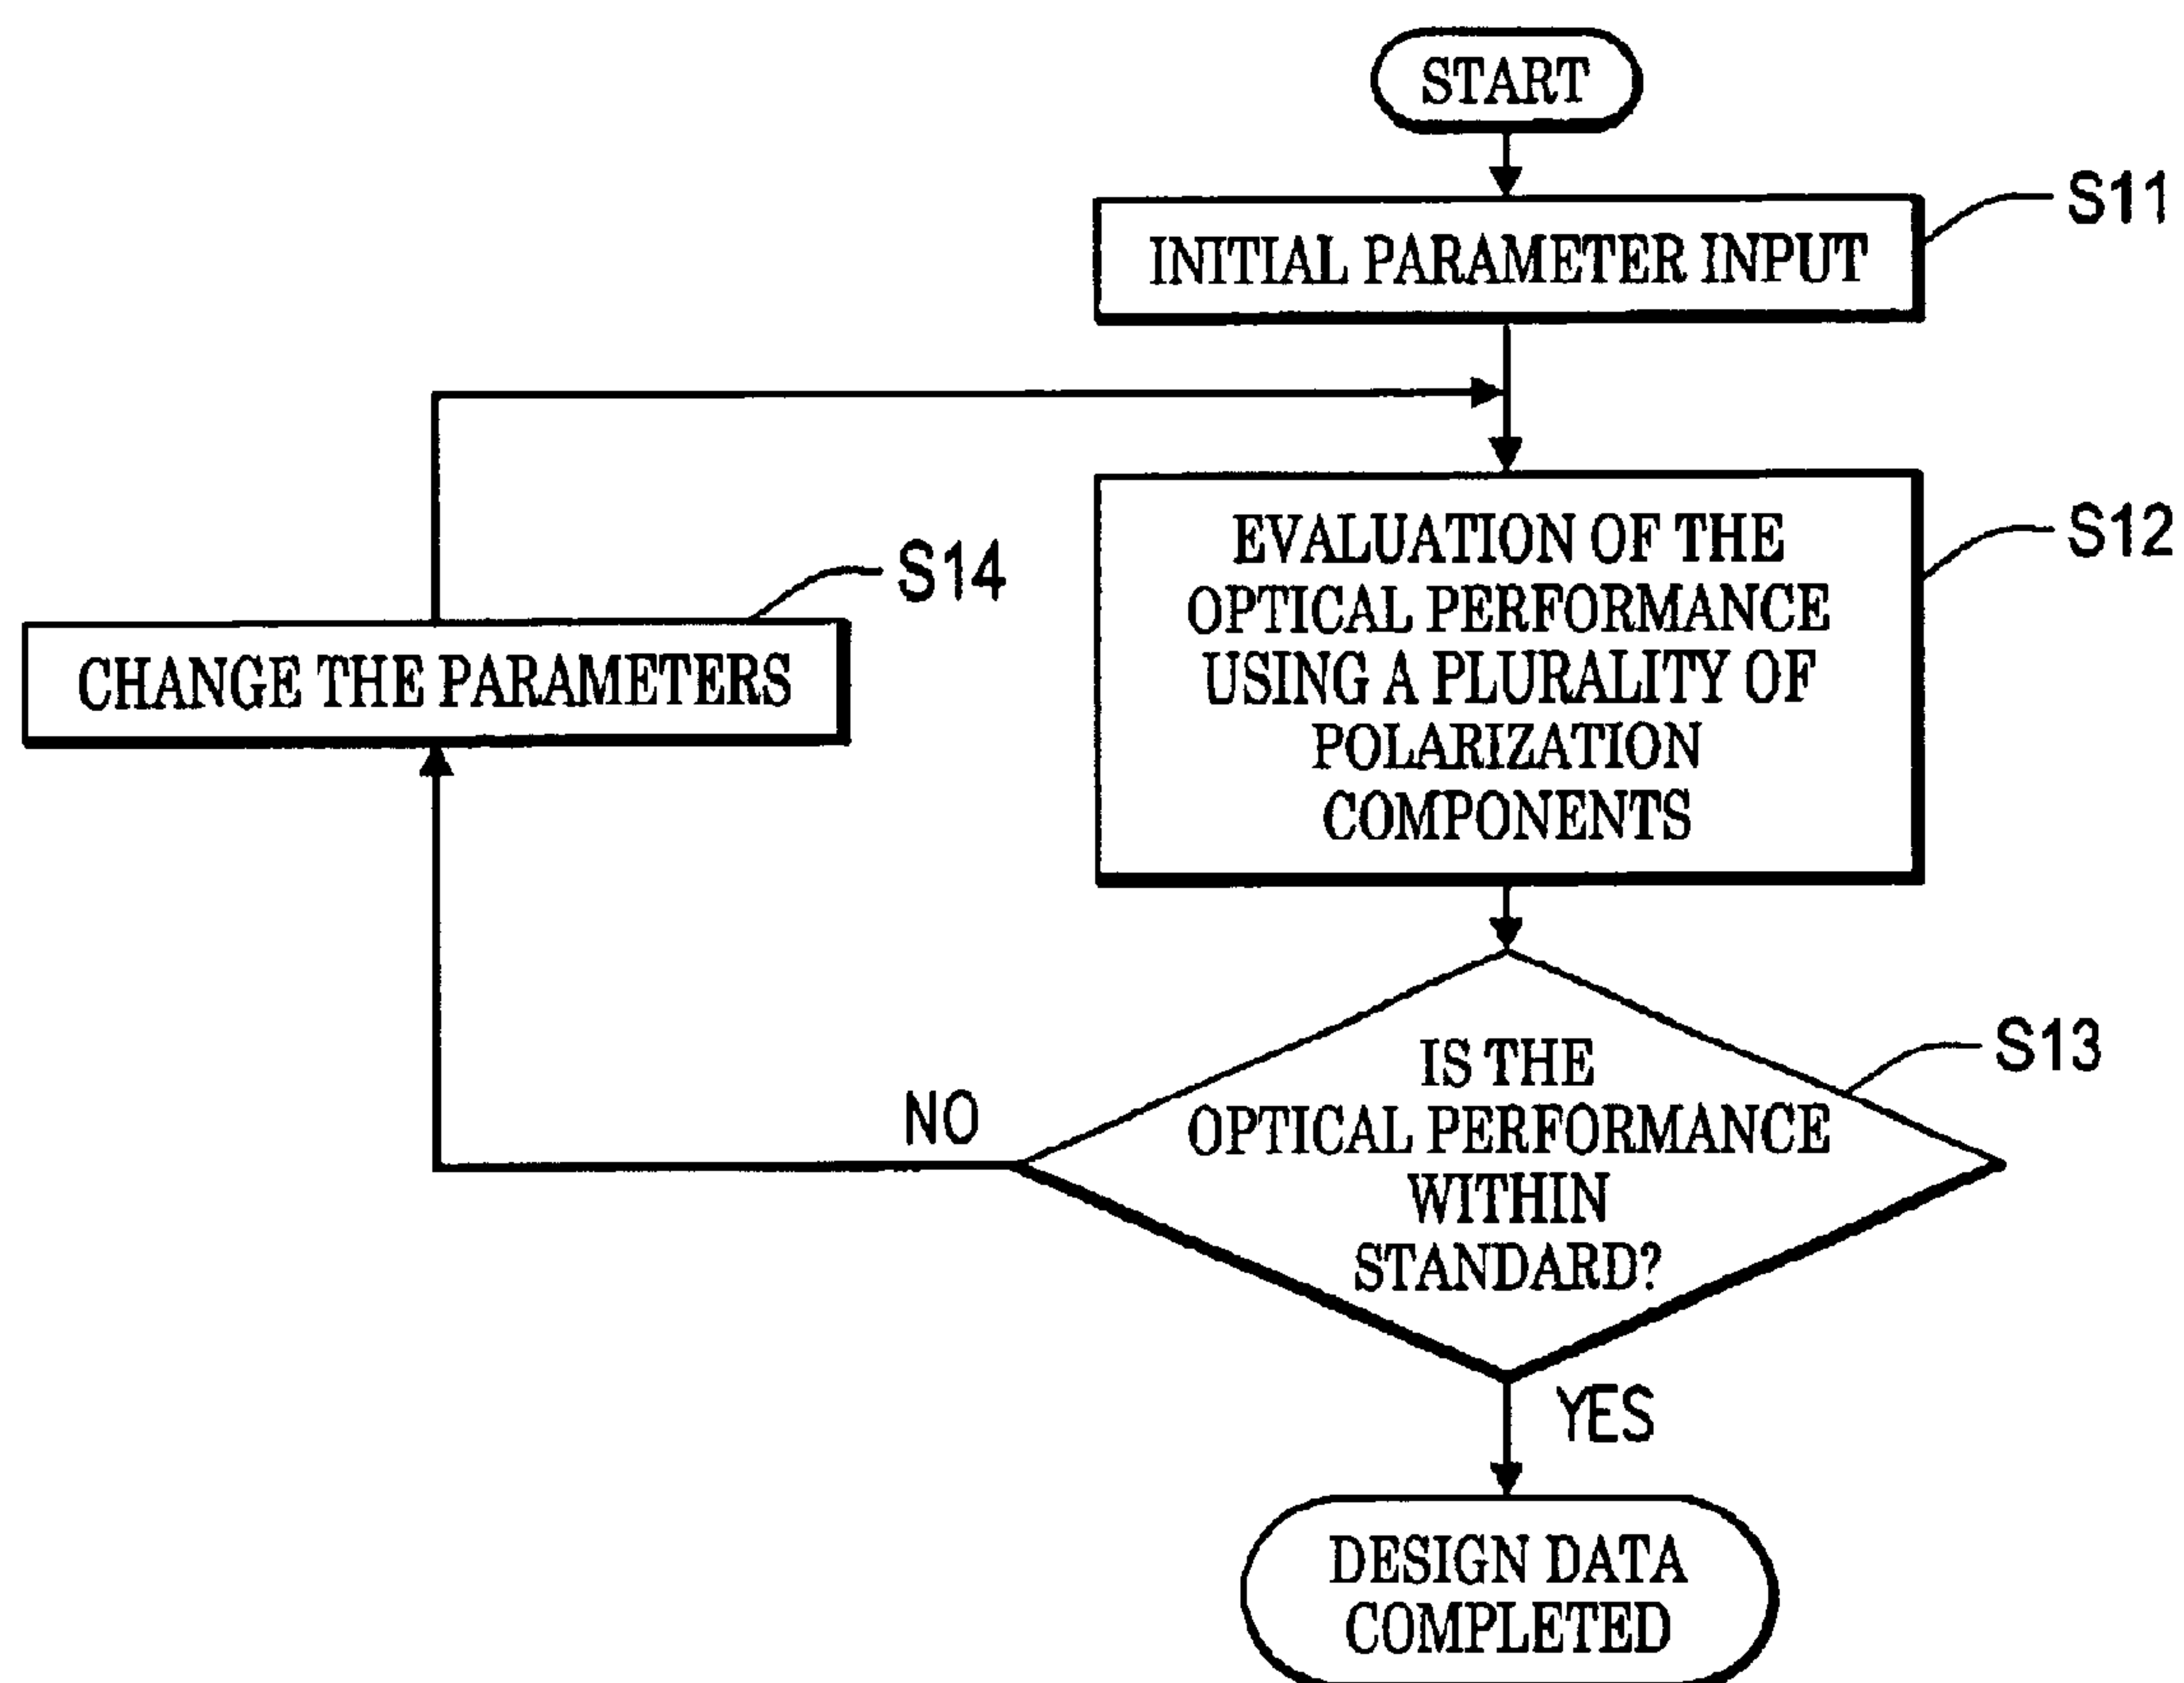 START
S11
INITIAL PARAMETER INPUT
S12
EVALUATION OF THE
OPTICAL PERFORMANCE
USING A PLURALITY OF
POLARIZATION
COMPONENTS
S14
CHANGE THE PARAMETERS
S13
IS THE
OPTICAL PERFORMANCE
WITHIN
STANDARD?
NO
YES
DESIGN DATA
COMPLETED